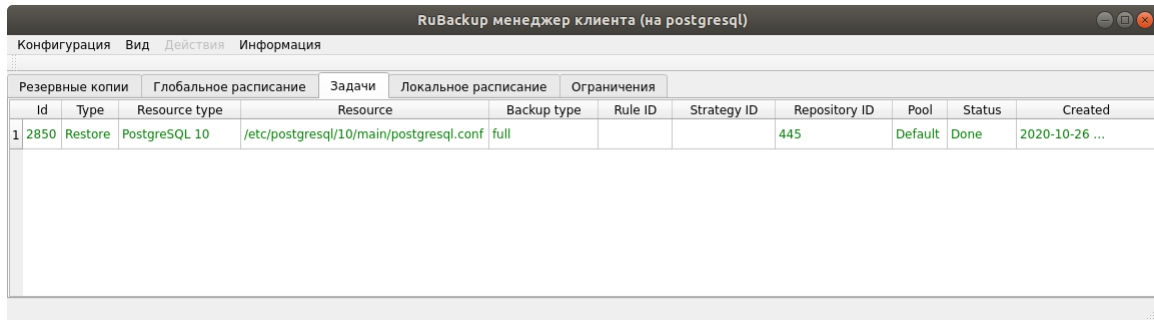 RuBackup менеджер клиента (на postgresql)
Конфигурация Вид Действия Информация
Резервные копии Глобальное расписание Задачи Локальное расписание Ограничения
Id Type Resource type Resource Backup type Rule ID Strategy ID Repository ID Pool Status Created
1 2850 Restore PostgreSQL 10 /etc/postgresql/10/main/postgresql.conf full 445 Default Done 2020-10-26 ...